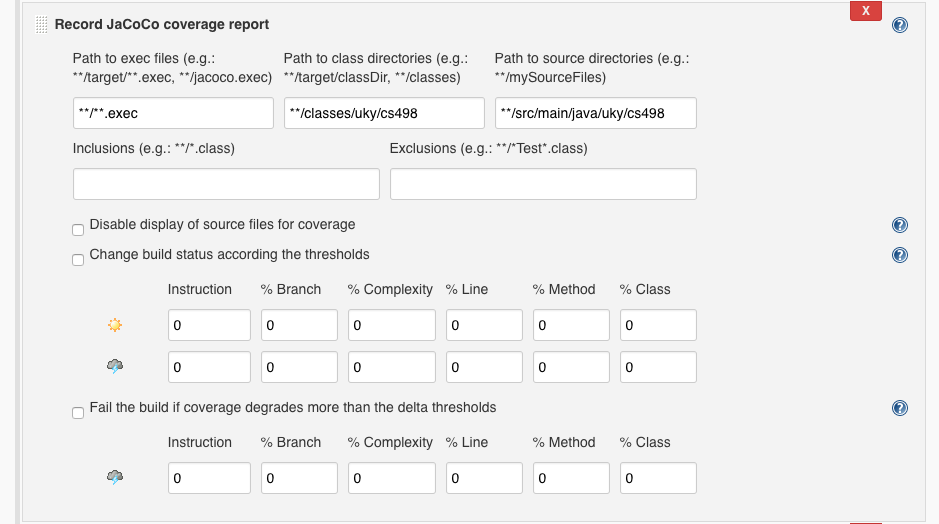 X
Record JaCoCo coverage report
?
Path to exec files (e.g.: Path to class directories (e.g.: Path to source directories (e.g.:
**/target/**.exec, **/jacoco.exec) **/target/classDir, **/classes) **/mySourceFiles)
**/**.exec **/classes/uky/cs498 **/src/main/java/uky/cs498
Inclusions (e.g.: **/*.class) Exclusions (e.g.: **/*Test*.class)
Disable display of source files for coverage
?
Change build status according the thresholds
?
Instruction % Branch % Complexity % Line % Method % Class
0 0 0 0 0 0
0 0 0 0 0 0
Fail the build if coverage degrades more than the delta thresholds
?
Instruction % Branch % Complexity % Line % Method % Class
0 0 0 0 0 0